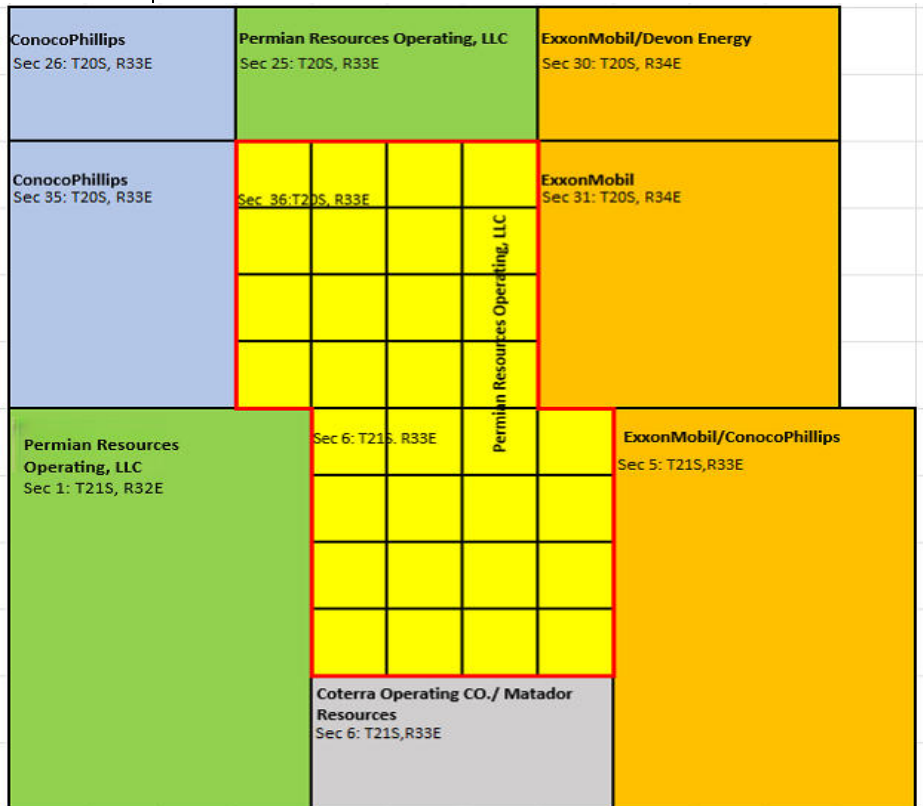 ConocoPhillips
Sec 26: T20S, R33E
Permian Resources Operating, LLC
Sec 25: T20S, R33E
ExxonMobil/Devon Energy
Sec 30: T20S, R34E
ConocoPhillips
Sec 35: T20S, R33E
Sec 36:T20S, R33E
Permian Resources Operating, LLC
ExxonMobil
Sec 31: T20S, R34E
Permian Resources
Operating, LLC
Sec 1: T21S, R32E
Sec 6: T21S. R33E
ExxonMobil/ConocoPhillips
Sec 5: T21S,R33E
Coterra Operating CO./ Matador
Resources
Sec 6: T21S,R33E